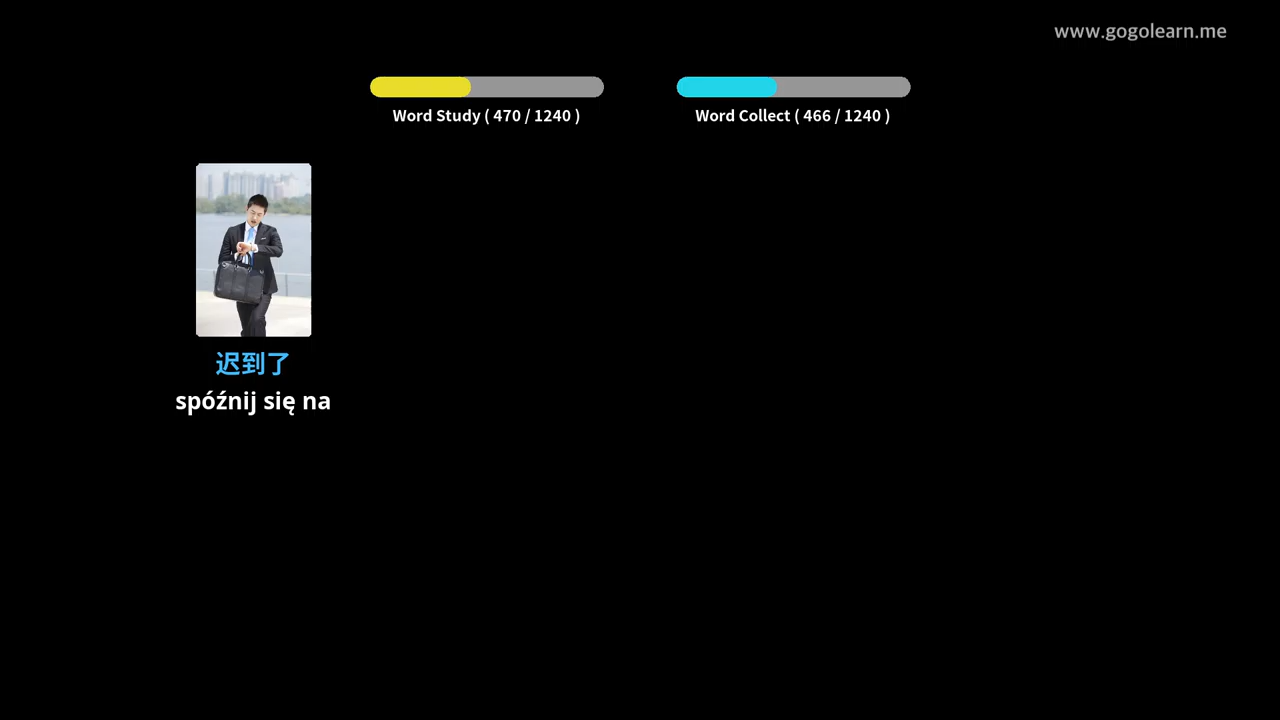 www.gogolearn.me
Word Study ( 470 / 1240 )
Word Collect ( 466 / 1240 )
迟到了
spóźnij się na